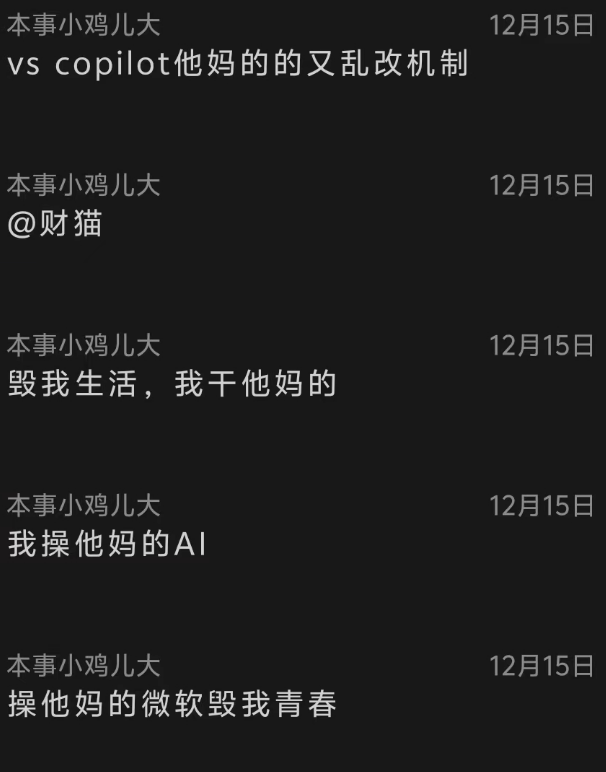 本事小鸡儿大 12月15日
vs copilot他妈的的又乱改机制
本事小鸡儿大 12月15日
@财猫
本事小鸡儿大 12月15日
毁我生活，我干他妈的
本事小鸡儿大 12月15日
我操他妈的AI
本事小鸡儿大 12月15日
操他妈的微软毁我青春